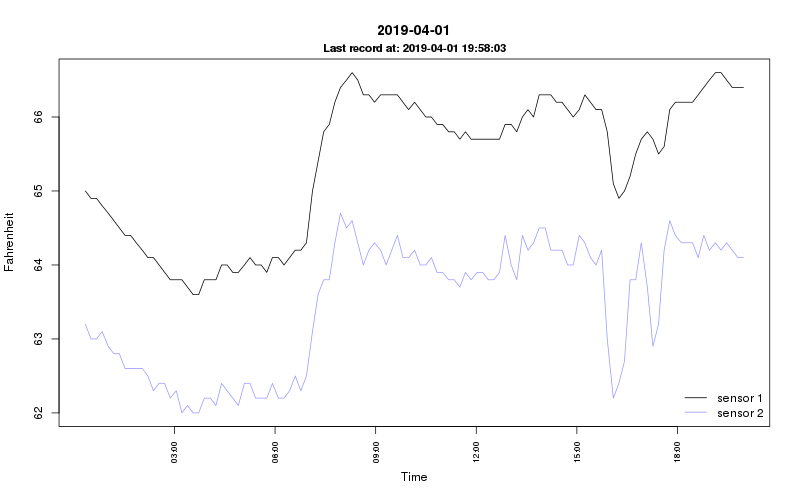 2019-04-01
Last record at: 2019-04-01 19:58:03
Fahrenheit
66
65
64
63
62
sensor 1
sensor 2
03:00
06:00
09:00
12:00
15:00
18:00
Time